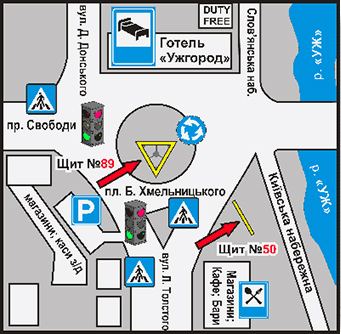 DUTY
FREE
вул. Д. Донського
Готель
«Ужгород»
Слов'янська наб.
р. «УЖ»
пр. Свободи
Щит №89
пл. Б. Хмельницького
P
магазини; каси з/д
вул. Л. Толстого
Щит №50
Магазини;
Кафе; Бари
Київська набережна
р. «УЖ»